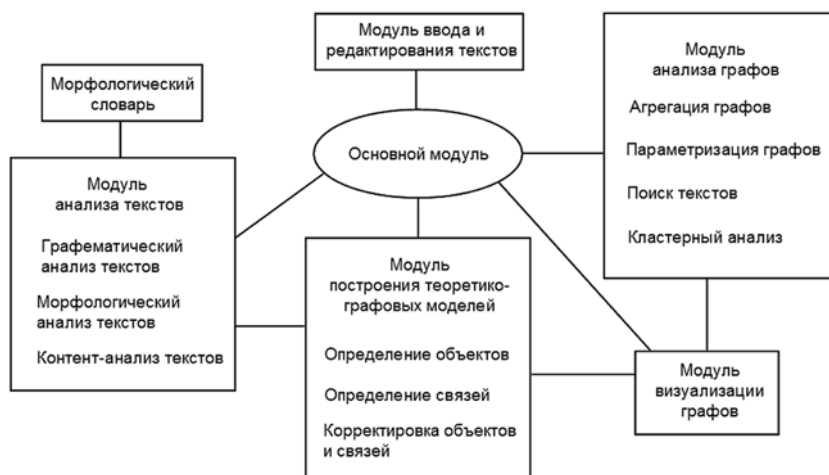 Модуль ввода и
редактирования текстов
Морфологический
словарь
Основной модуль
Модуль
анализа графов
Агрегация графов
Параметризация графов
Поиск текстов
Кластерный анализ
Модуль
анализа текстов
Графематический
анализ текстов
Морфологический
анализ текстов
Контент-анализ текстов
Модуль
построения теоретико-
графовых моделей
Определение объектов
Определение связей
Корректировка объектов
и связей
Модуль
визуализации
графов